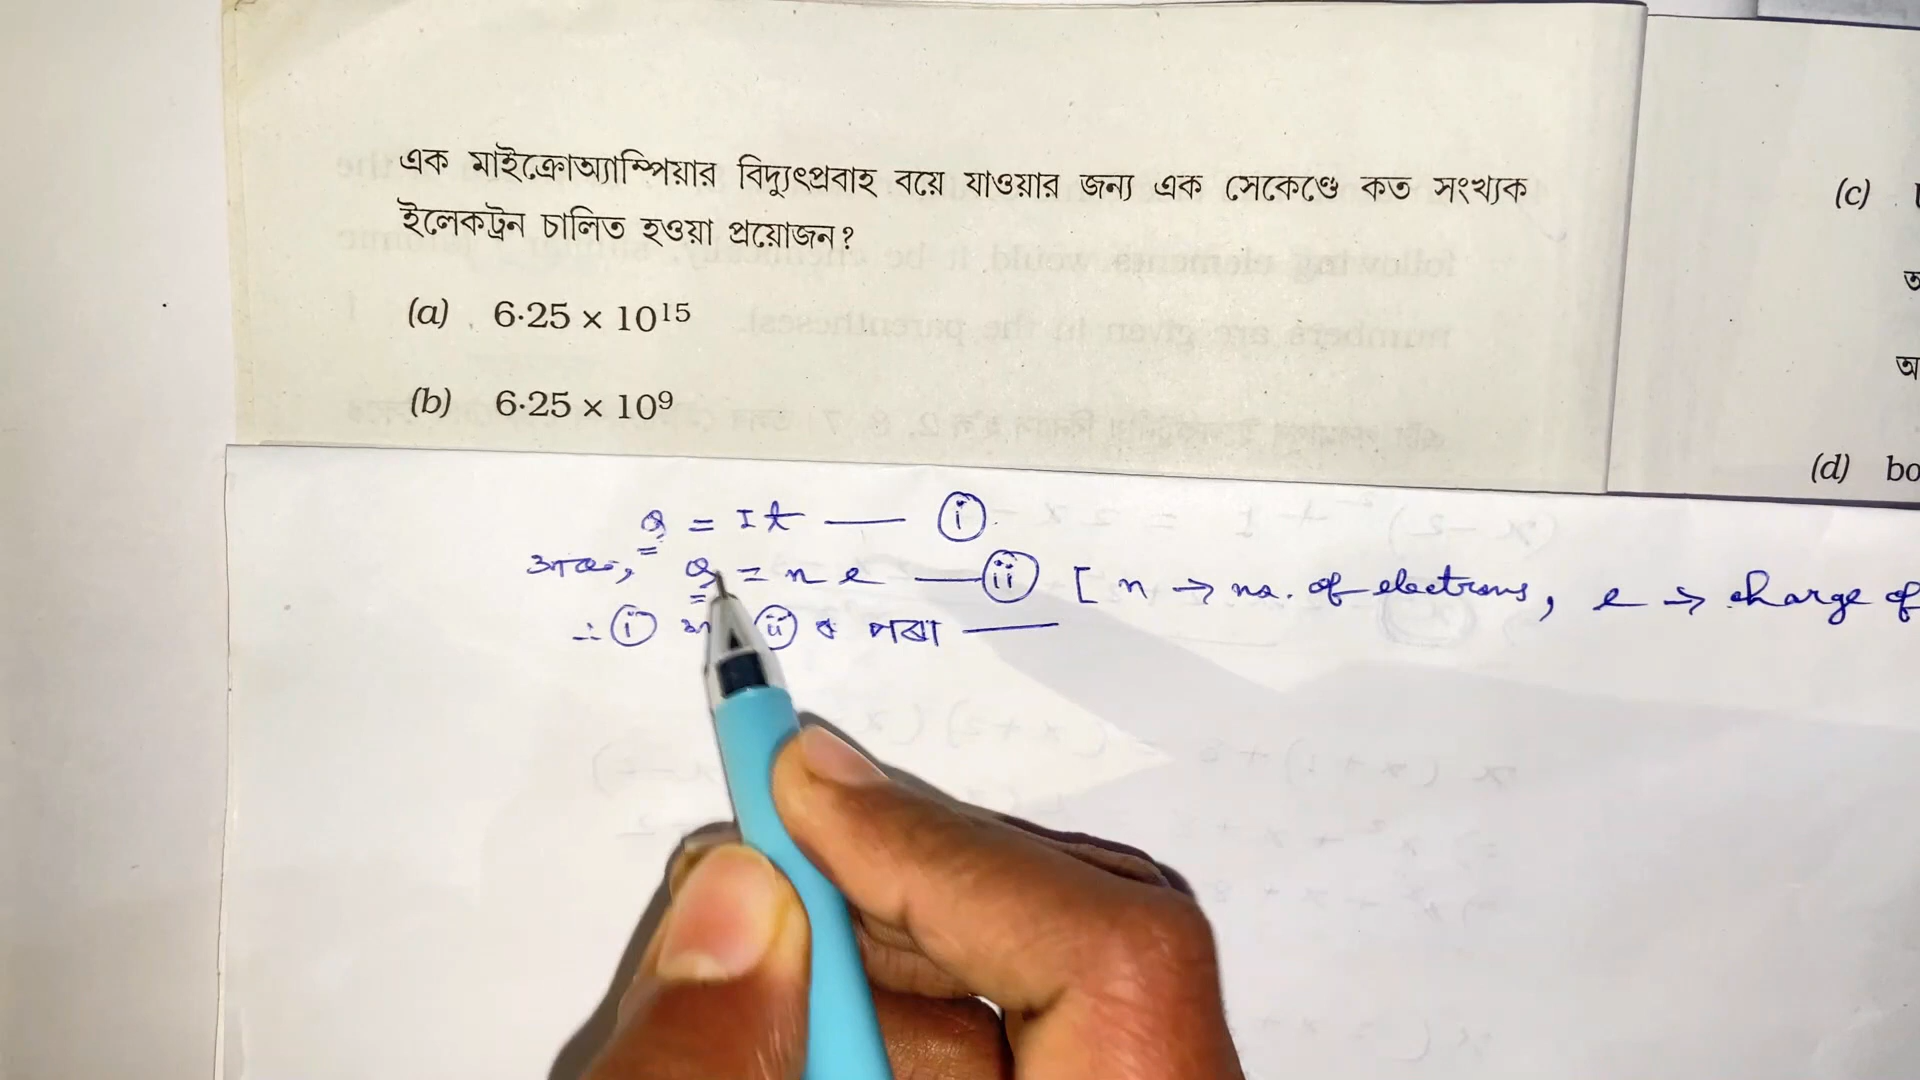 এক মাইক্রোঅ্যাম্পিয়ার বিদ্যুৎপ্রবাহ বয়ে যাওয়ার জন্য এক সেকেণ্ডে কত সংখ্যক
ইলেকট্রন চালিত হওয়া প্রয়োজন?
(a) 6·25 × 10¹⁵
(b) 6·25 × 10⁹
(c)
(d) bo
Q = It — (i)
Q = ne — (ii) [ n → no. of electrons, e → charge of
∴ (i) (ii) ৰ পৰা —